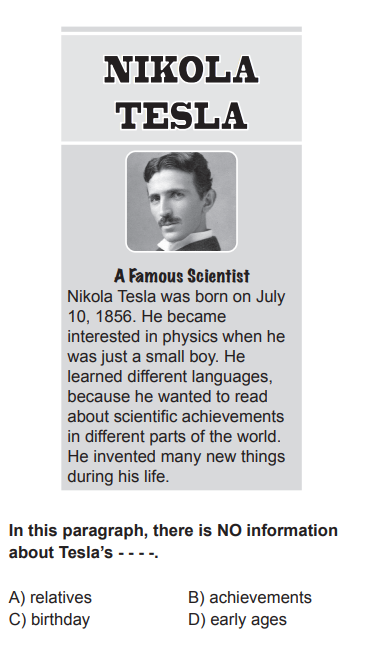 NIKOLA
TESLA
A Famous Scientist
Nikola Tesla was born on July
10, 1856. He became
interested in physics when he
was just a small boy. He
learned different languages,
because he wanted to read
about scientific achievements
in different parts of the world.
He invented many new things
during his life.
In this paragraph, there is NO information
about Tesla’s - - - -.
A) relatives B) achievements
C) birthday D) early ages